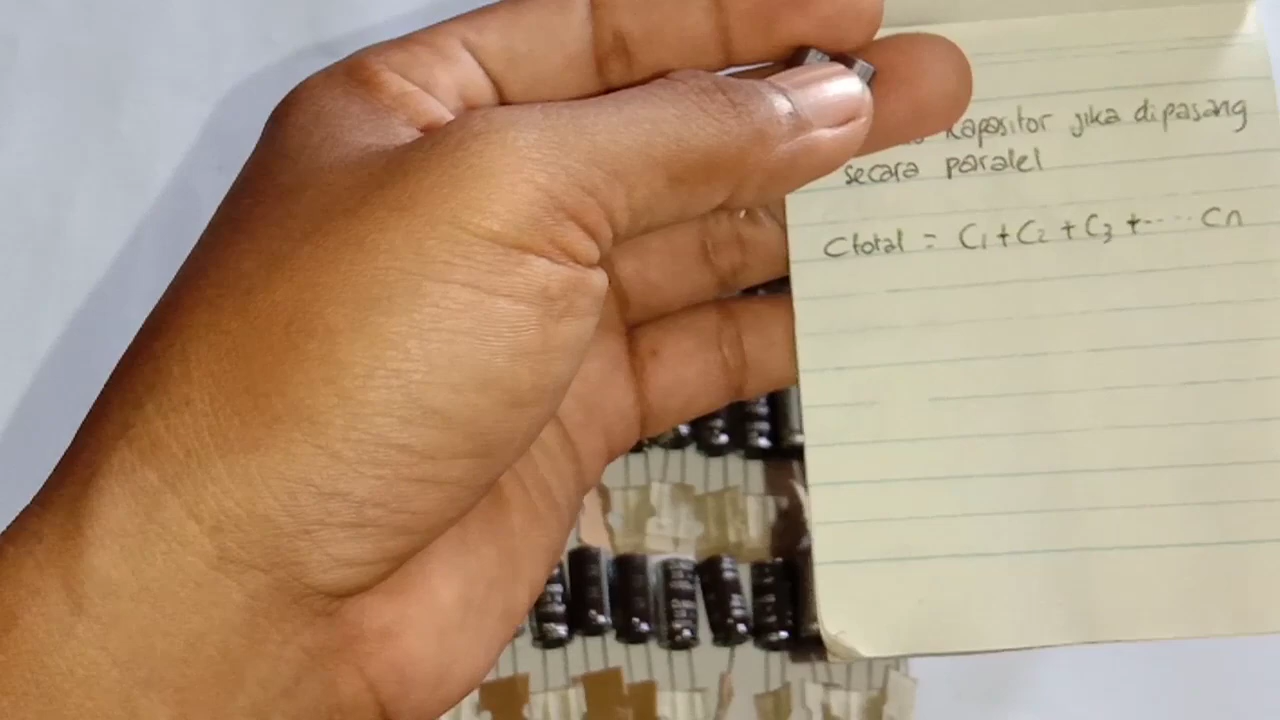 kapasitor jika dipasang
secara paralel
Ctotal = C1 + C2 + C3 + ..... Cn